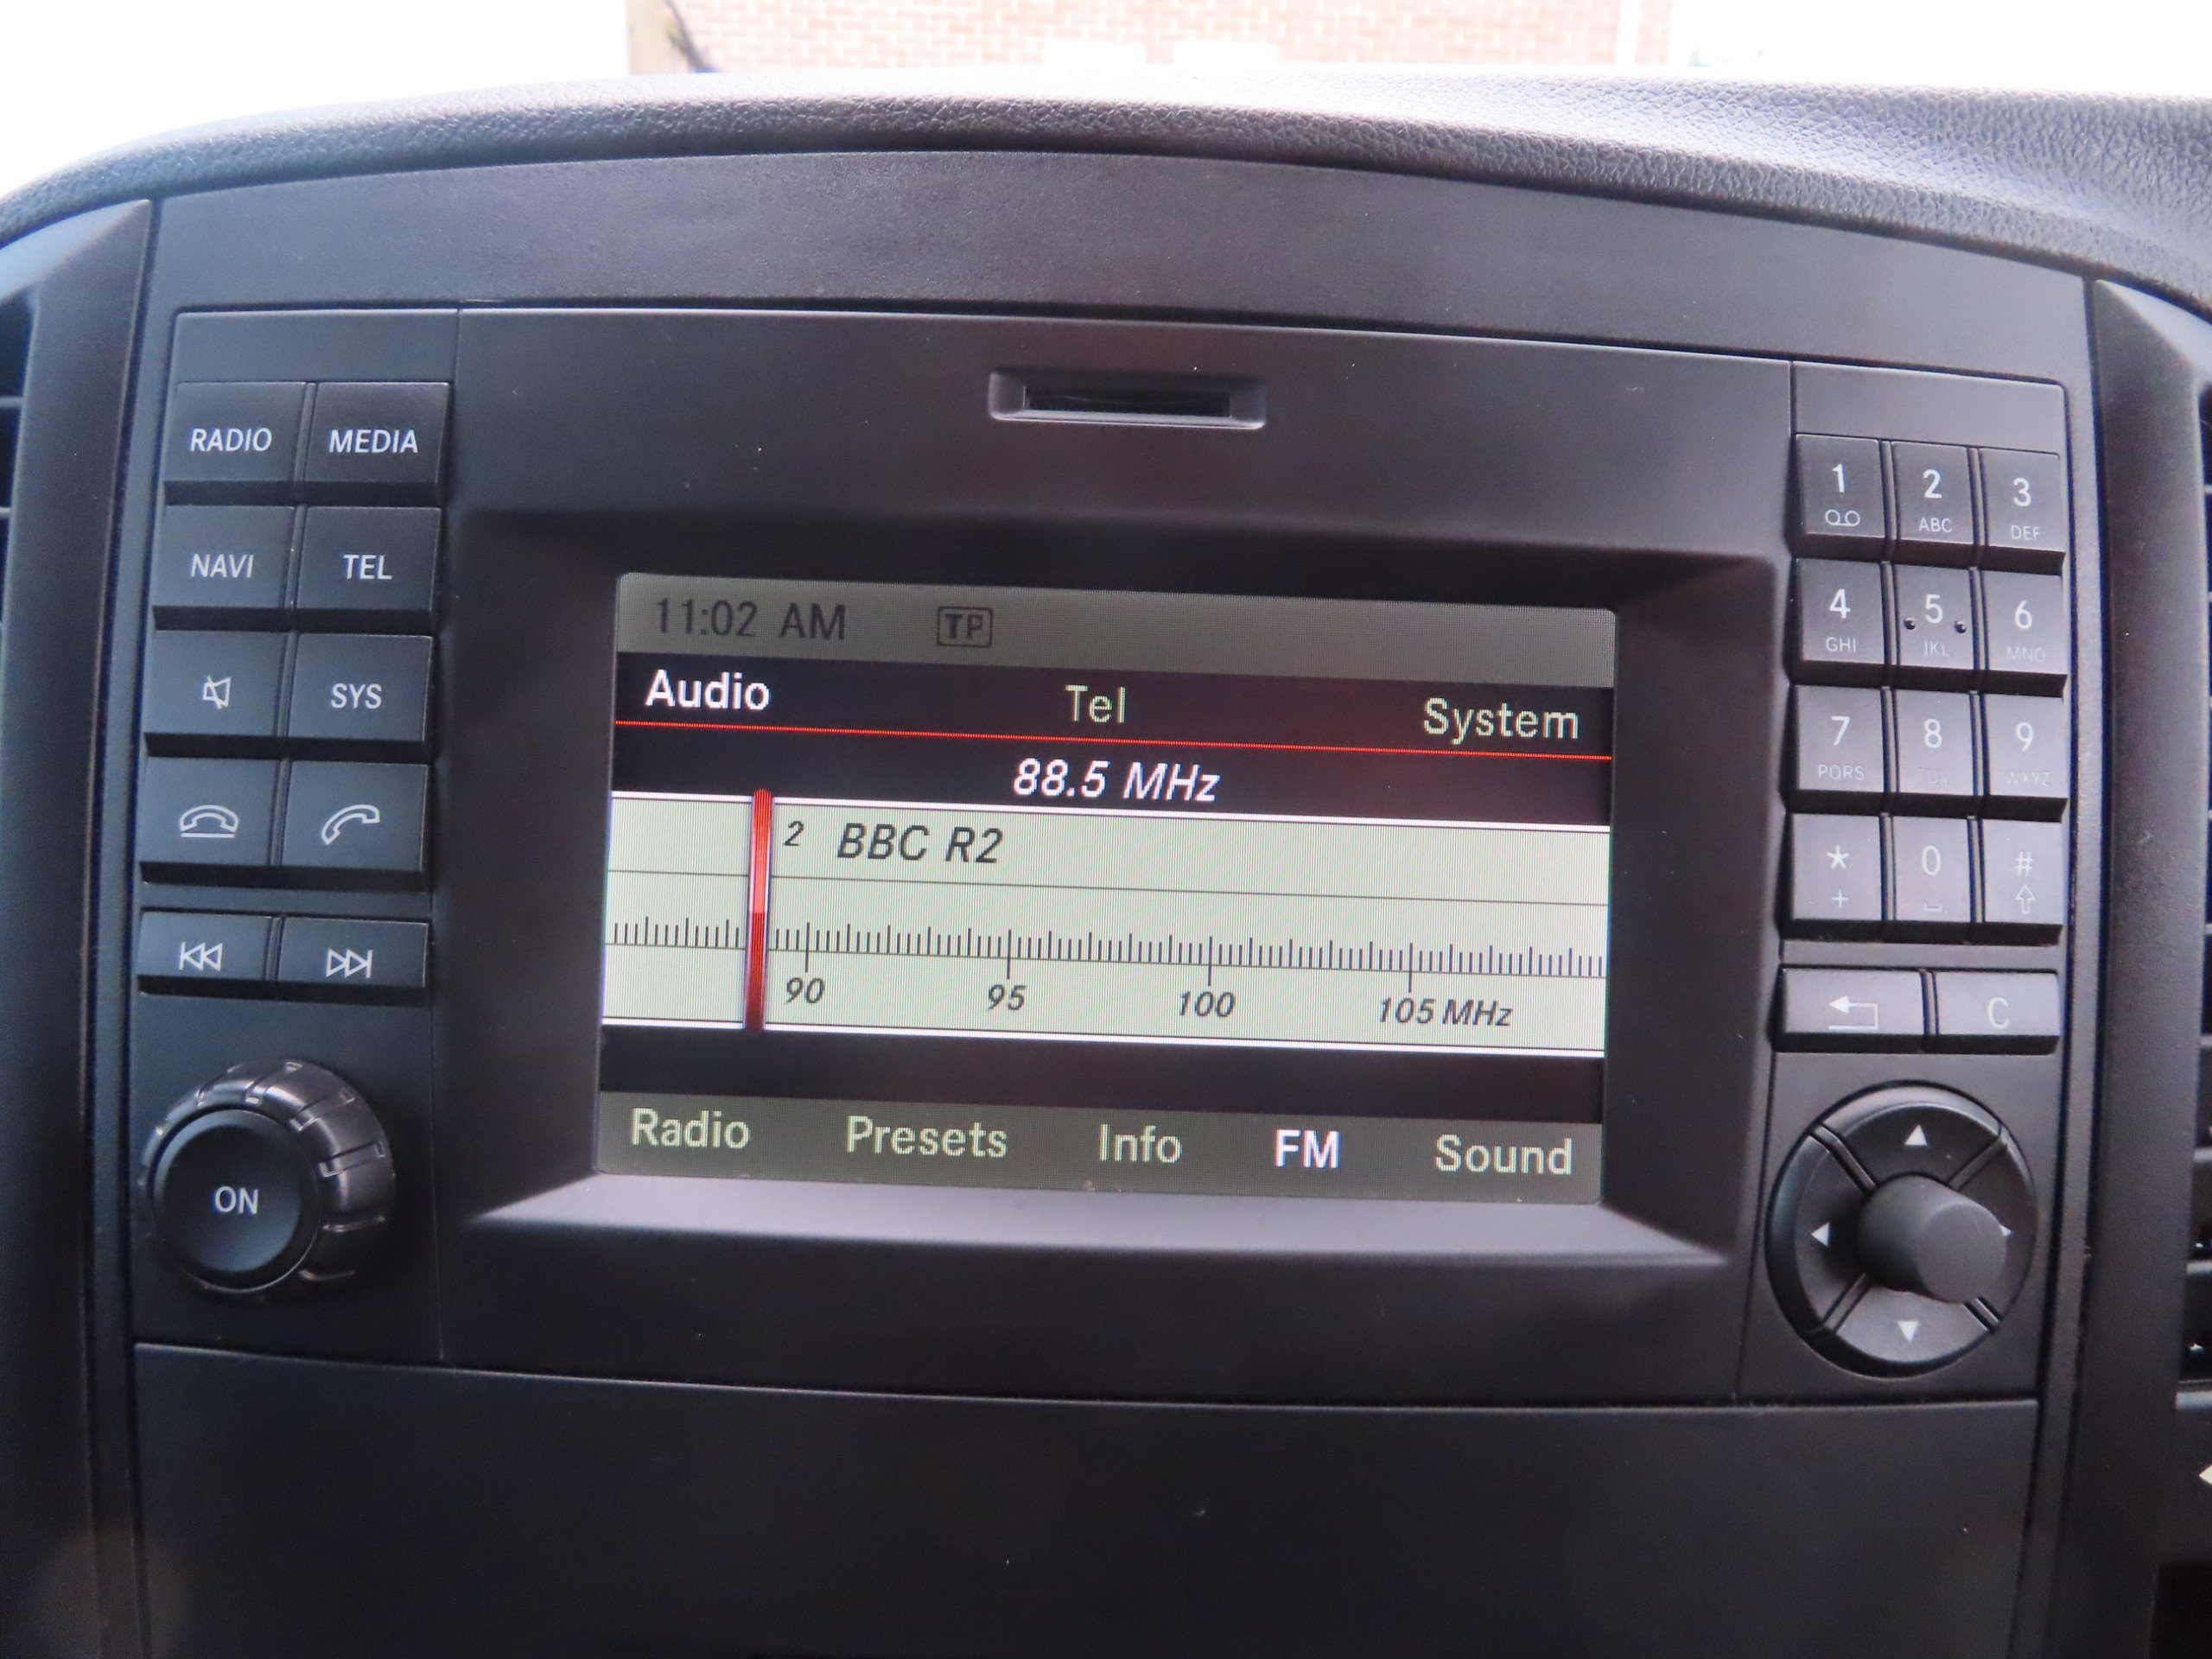 RADIO MEDIA
NAVI TEL
SYS
ON
11:02 AM TP
Audio Tel System
88.5 MHz
2 BBC R2
90 95 100 105 MHz
Radio Presets Info FM Sound
1 2 3
ABC DEF
4 5 6
GHI JKL MNO
7 8 9
PQRS TUV WXYZ
* 0 #
+
C